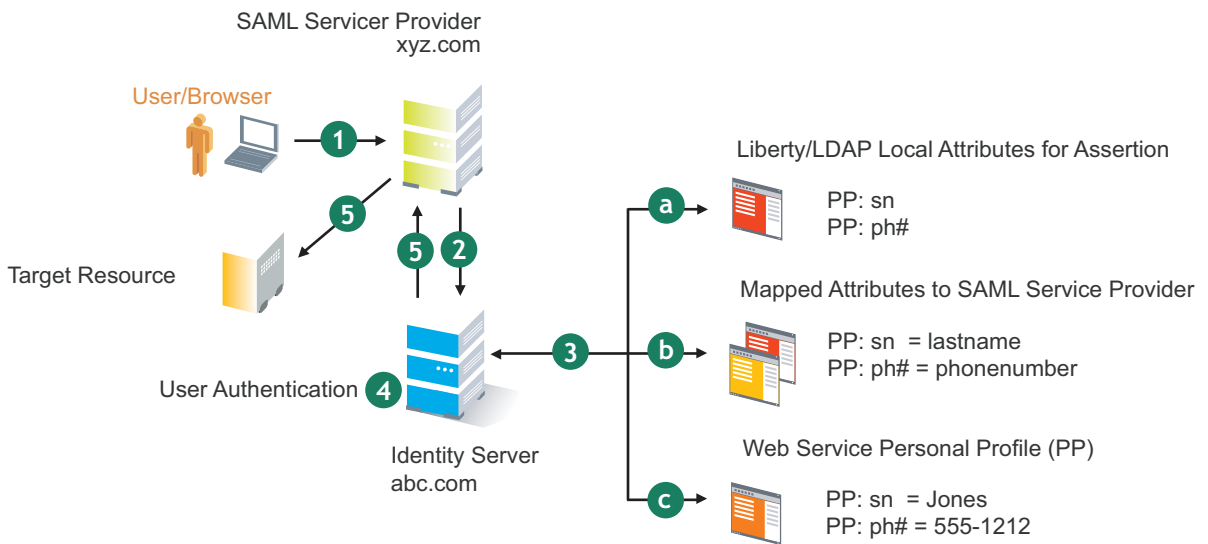 SAML Servicer Provider
xyz.com
User/Browser
1
5
5
2
Target Resource
User Authentication
4
Identity Server
abc.com
3
a
Liberty/LDAP Local Attributes for Assertion
PP: sn
PP: ph#
b
Mapped Attributes to SAML Service Provider
PP: sn = lastname
PP: ph# = phonenumber
c
Web Service Personal Profile (PP)
PP: sn = Jones
PP: ph# = 555-1212